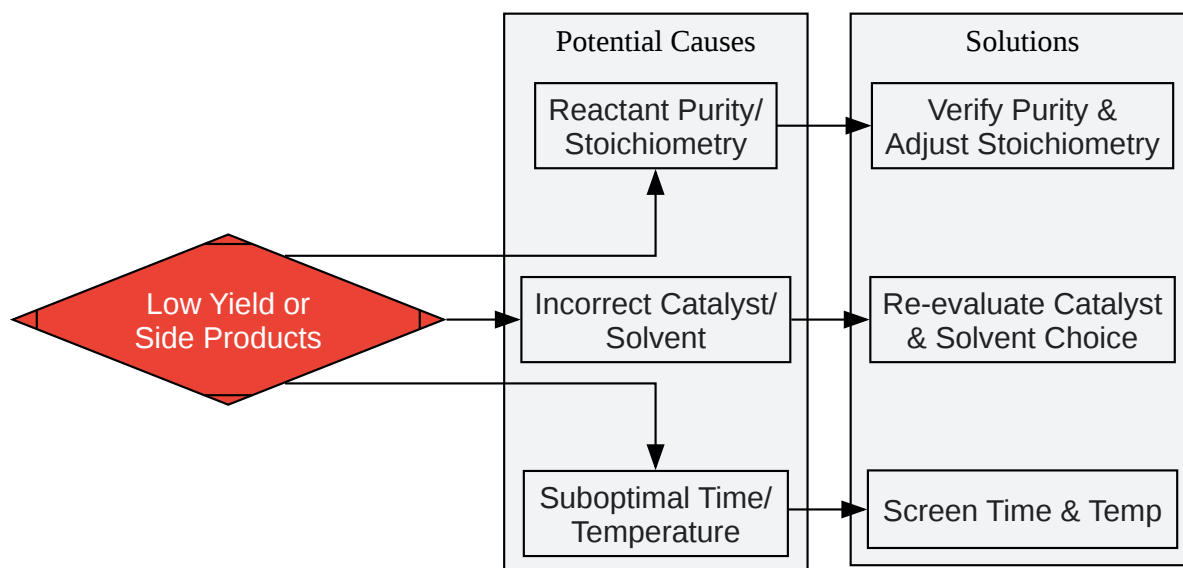 Potential Causes
Solutions
Reactant Purity/
Stoichiometry
Verify Purity &
Adjust Stoichiometry
Low Yield or
Side Products
Incorrect Catalyst/
Solvent
Re-evaluate Catalyst
& Solvent Choice
Suboptimal Time/
Temperature
Screen Time & Temp